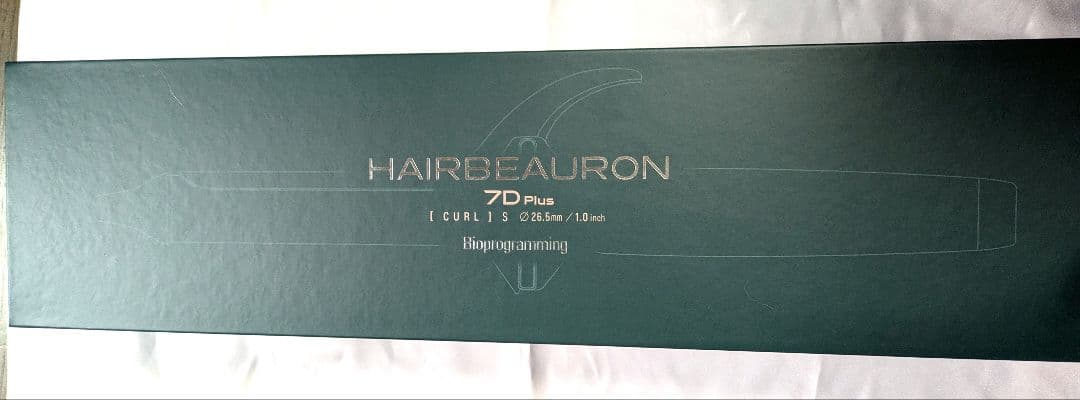 HAIRBEAURON
7D Plus
[ CURL ] S ∅26.5mm / 1.0 inch
Bioprogramming